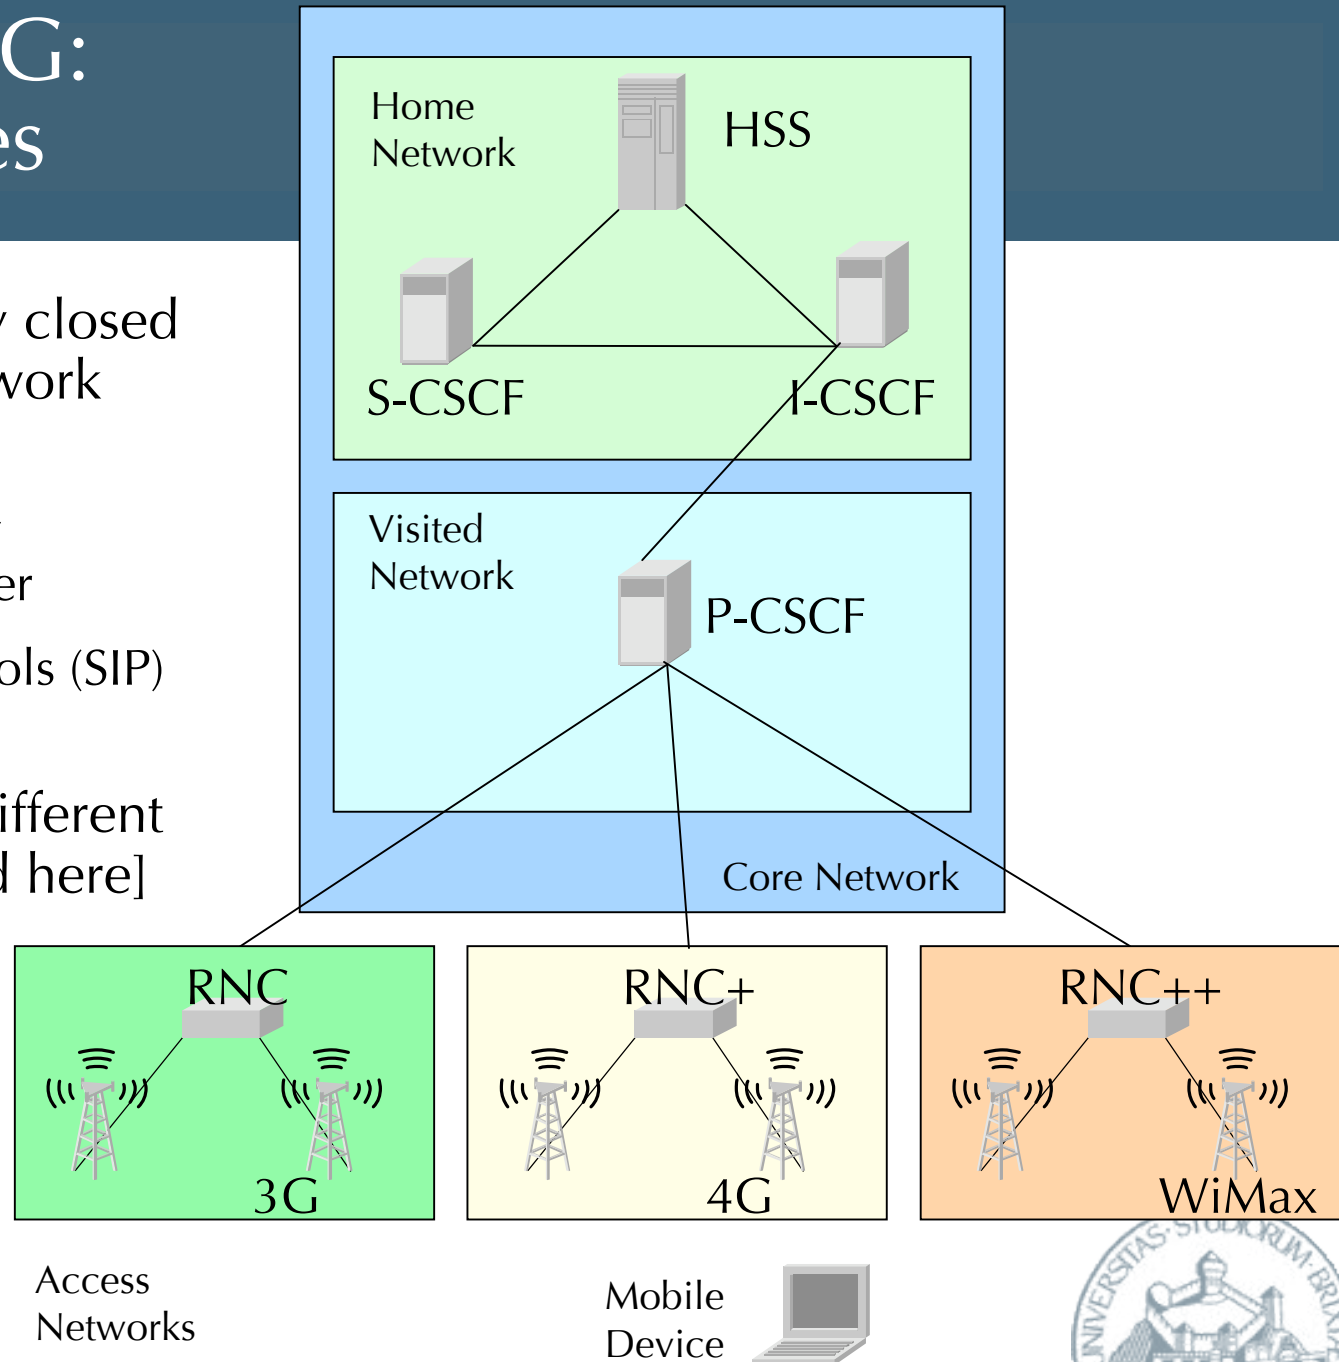 G:
es
closed
work
er
ols (SIP)
ifferent
d here]
Home
Network
HSS
S-CSCF
I-CSCF
Visited
Network
P-CSCF
Core Network
RNC
RNC+
RNC++
3G
4G
WiMax
Access
Networks
Mobile
Device